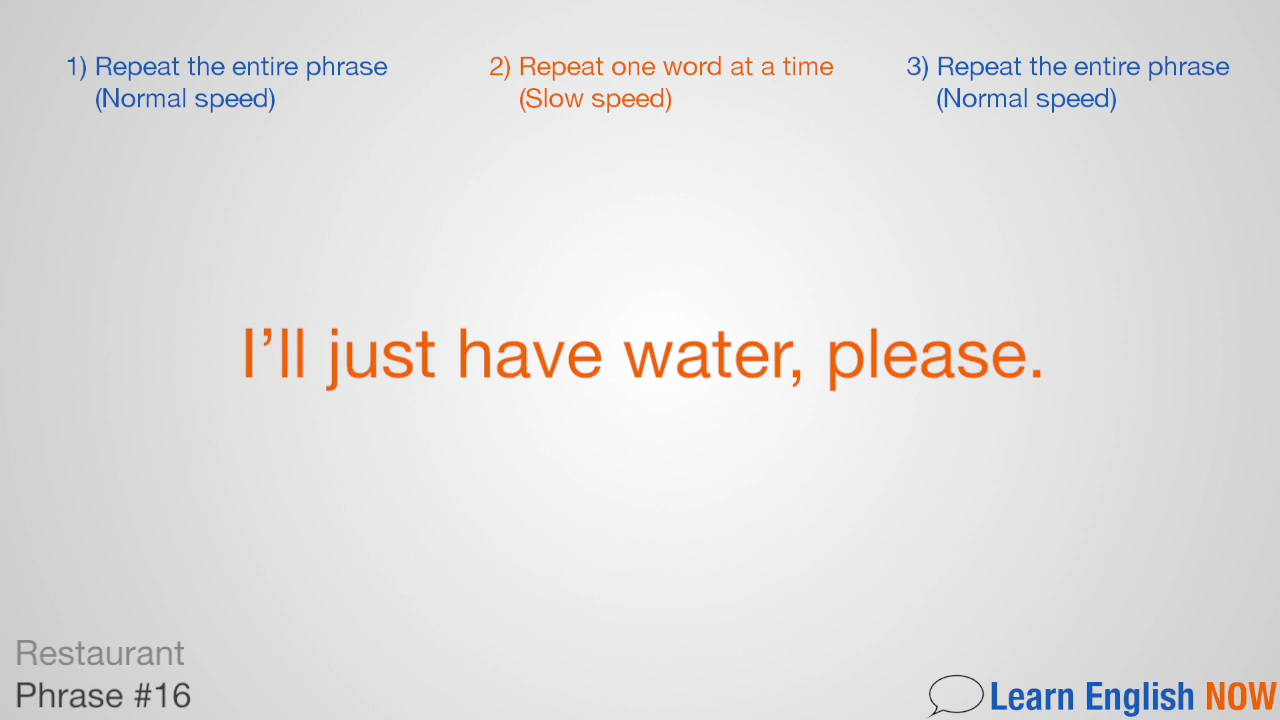 1) Repeat the entire phrase
(Normal speed)
2) Repeat one word at a time
(Slow speed)
3) Repeat the entire phrase
(Normal speed)
I’ll just have water, please.
Restaurant
Phrase #16
Learn English NOW